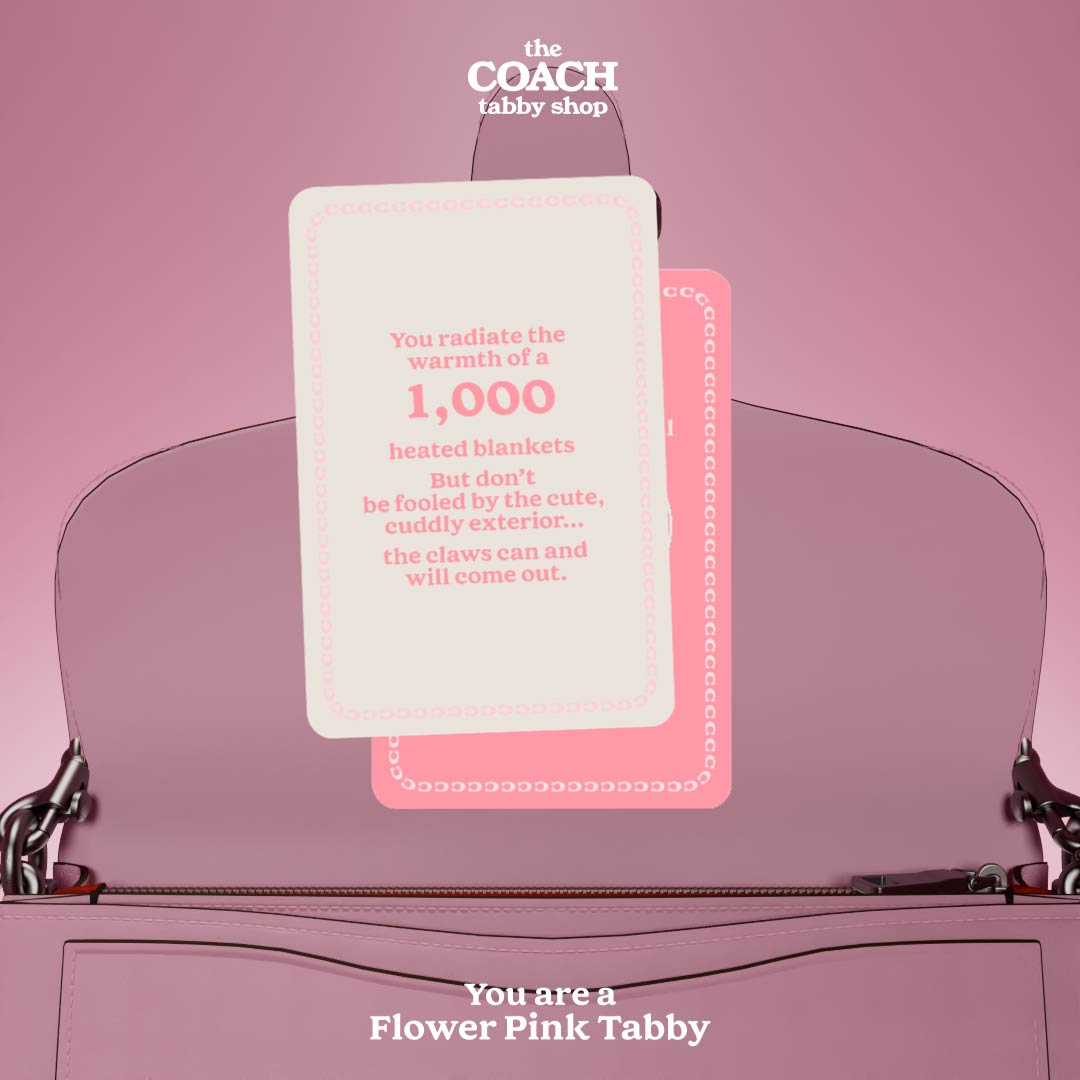 the
COACH
tabby shop
You radiate the
warmth of a
1,000
heated blankets
But don’t
be fooled by the cute,
cuddly exterior...
the claws can and
will come out.
You are a
Flower Pink Tabby